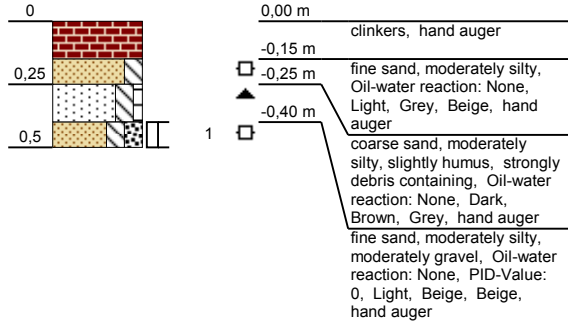 0
0,25
0,5
1
0,00 m
clinkers, hand auger
-0,15 m
fine sand, moderately silty,
Oil-water reaction: None,
Light, Grey, Beige, hand
auger
-0,25 m
coarse sand, moderately
silty, slightly humus, strongly
debris containing, Oil-water
reaction: None, Dark,
Brown, Grey, hand auger
-0,40 m
fine sand, moderately silty,
moderately gravel, Oil-water
reaction: None, PID-Value:
0, Light, Beige, Beige,
hand auger